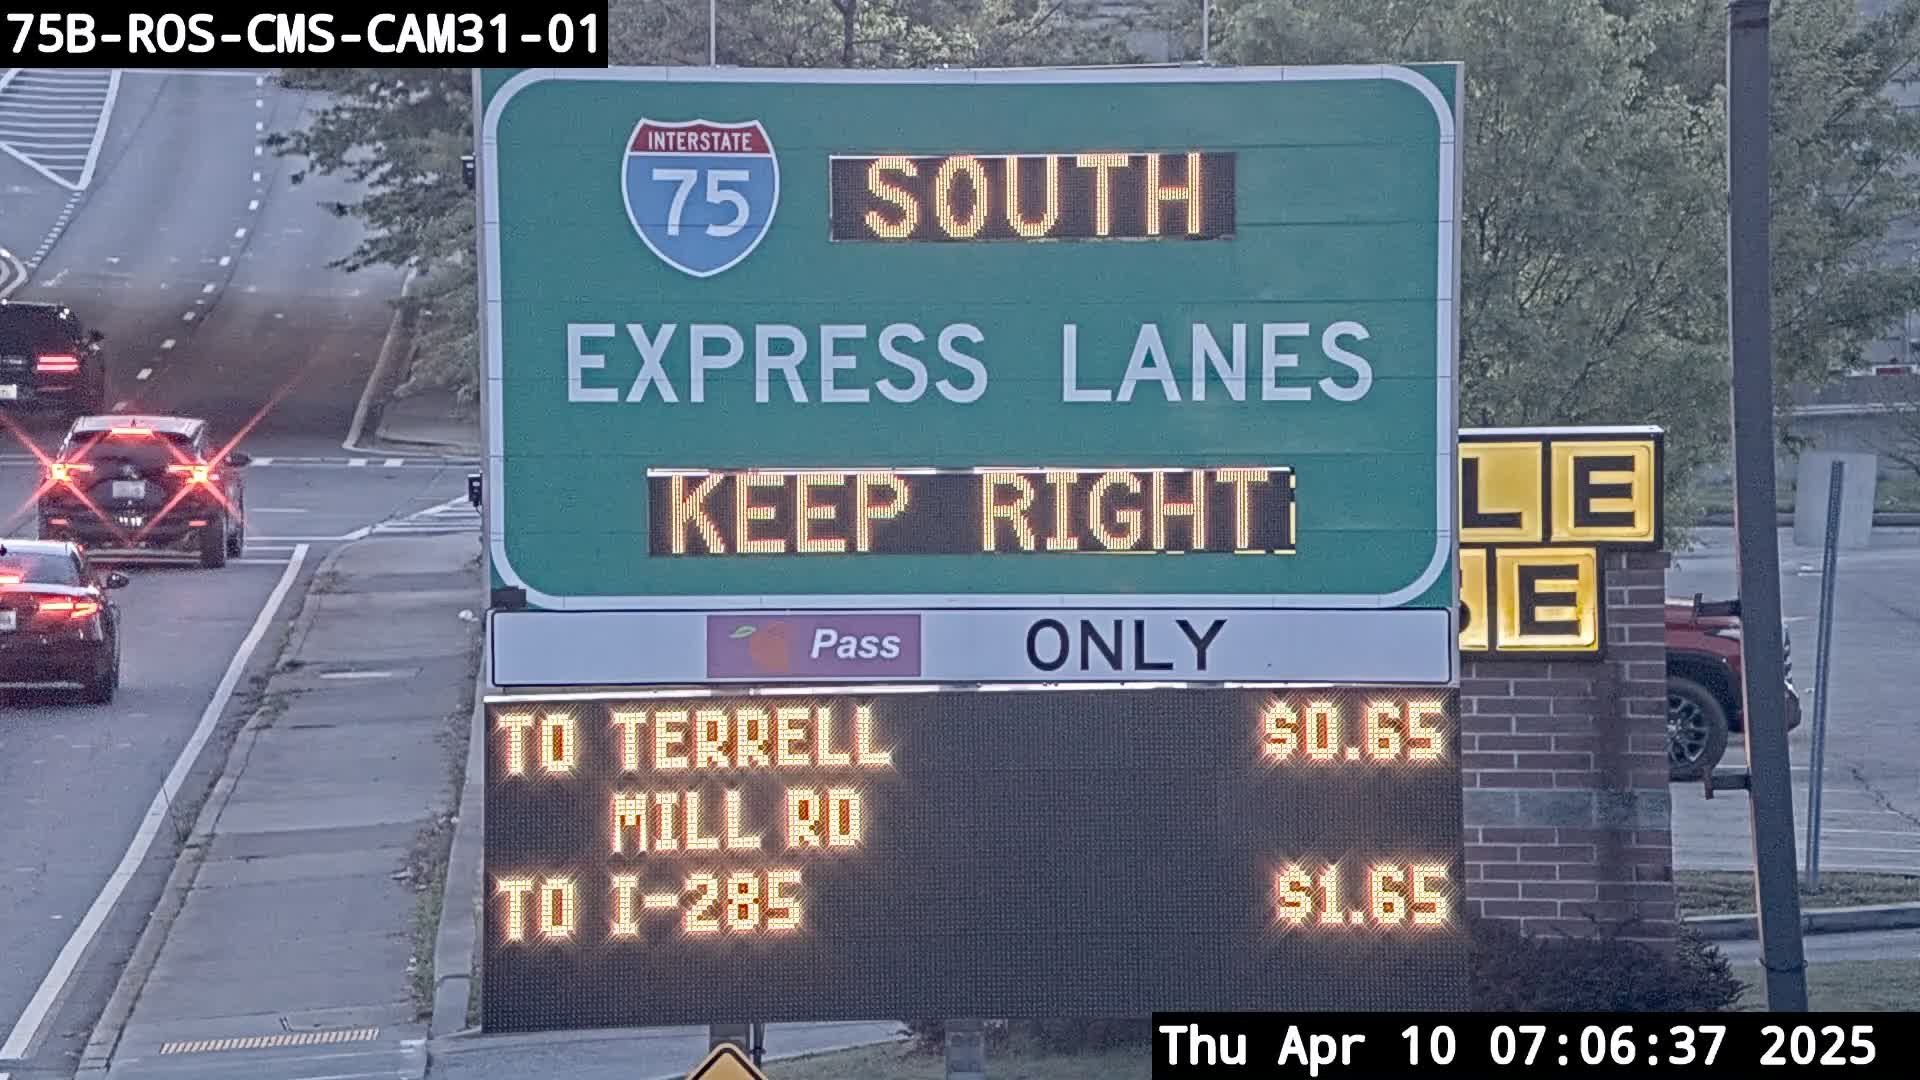 75B-ROS-CMS-CAM31-01
INTERSTATE
75
SOUTH
EXPRESS LANES
KEEP RIGHT
Pass ONLY
LE
E
TO TERRELL $0.65
MILL RD
TO I-285 $1.65
Thu Apr 10 07:06:37 2025